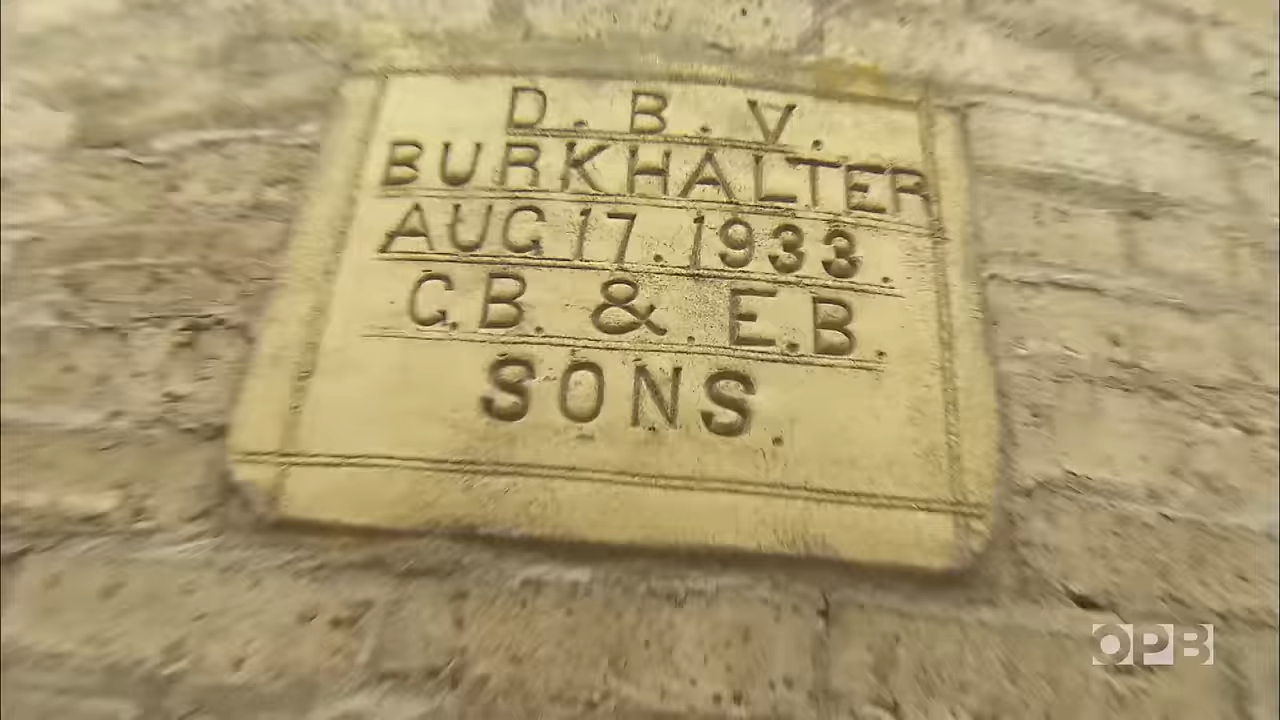 D. B. V.
BURKHALTER
AUG 17. 1933.
G.B. & E.B.
SONS.
OPB